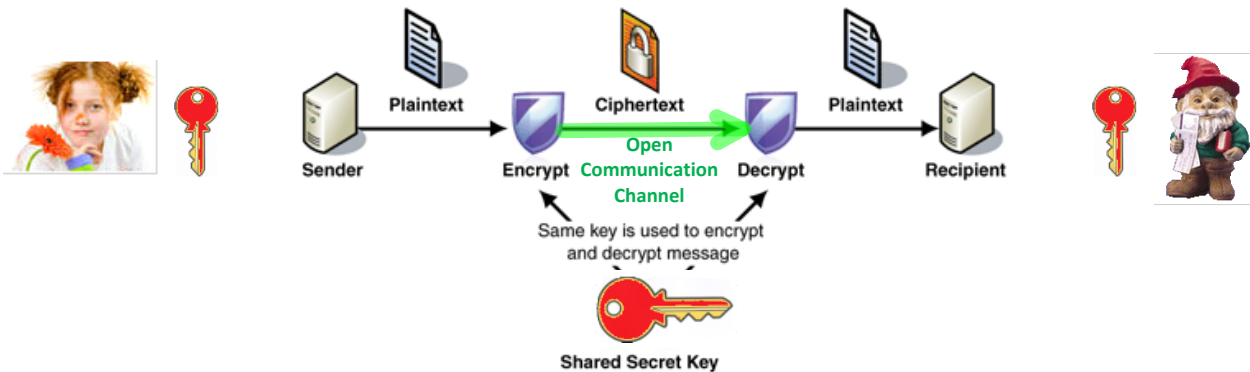 Plaintext
Ciphertext
Plaintext
Sender
Encrypt
Open
Communication
Channel
Decrypt
Recipient
Same key is used to encrypt
and decrypt message
Shared Secret Key